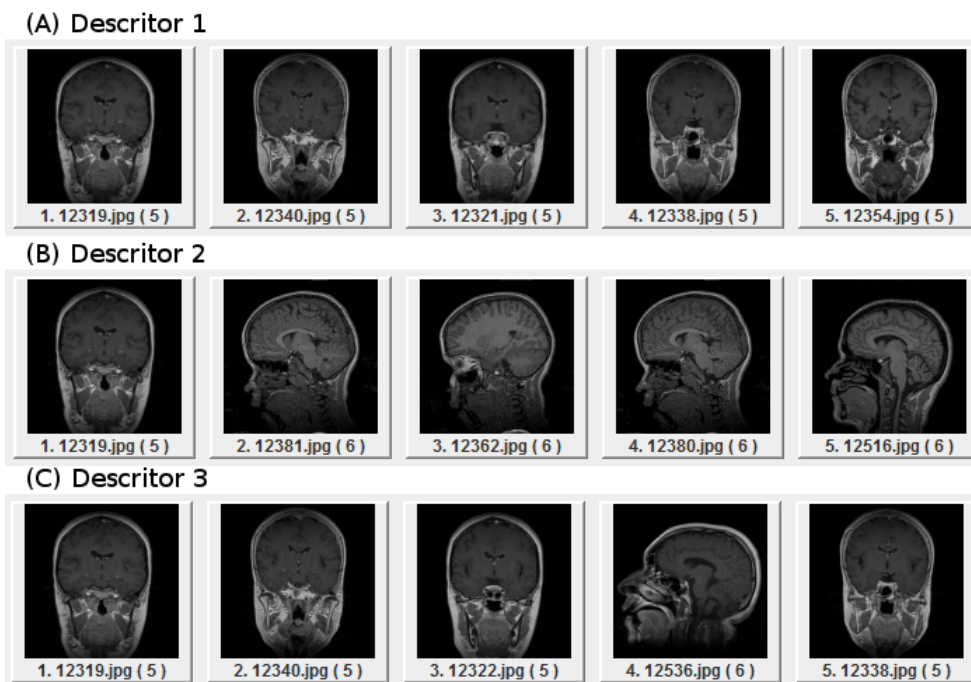 (A) Descritor 1
1. 12319.jpg ( 5 ) 2. 12340.jpg ( 5 ) 3. 12321.jpg ( 5 ) 4. 12338.jpg ( 5 ) 5. 12354.jpg ( 5 )
(B) Descritor 2
1. 12319.jpg ( 5 ) 2. 12381.jpg ( 6 ) 3. 12362.jpg ( 6 ) 4. 12380.jpg ( 6 ) 5. 12516.jpg ( 6 )
(C) Descritor 3
1. 12319.jpg ( 5 ) 2. 12340.jpg ( 5 ) 3. 12322.jpg ( 5 ) 4. 12536.jpg ( 6 ) 5. 12338.jpg ( 5 )